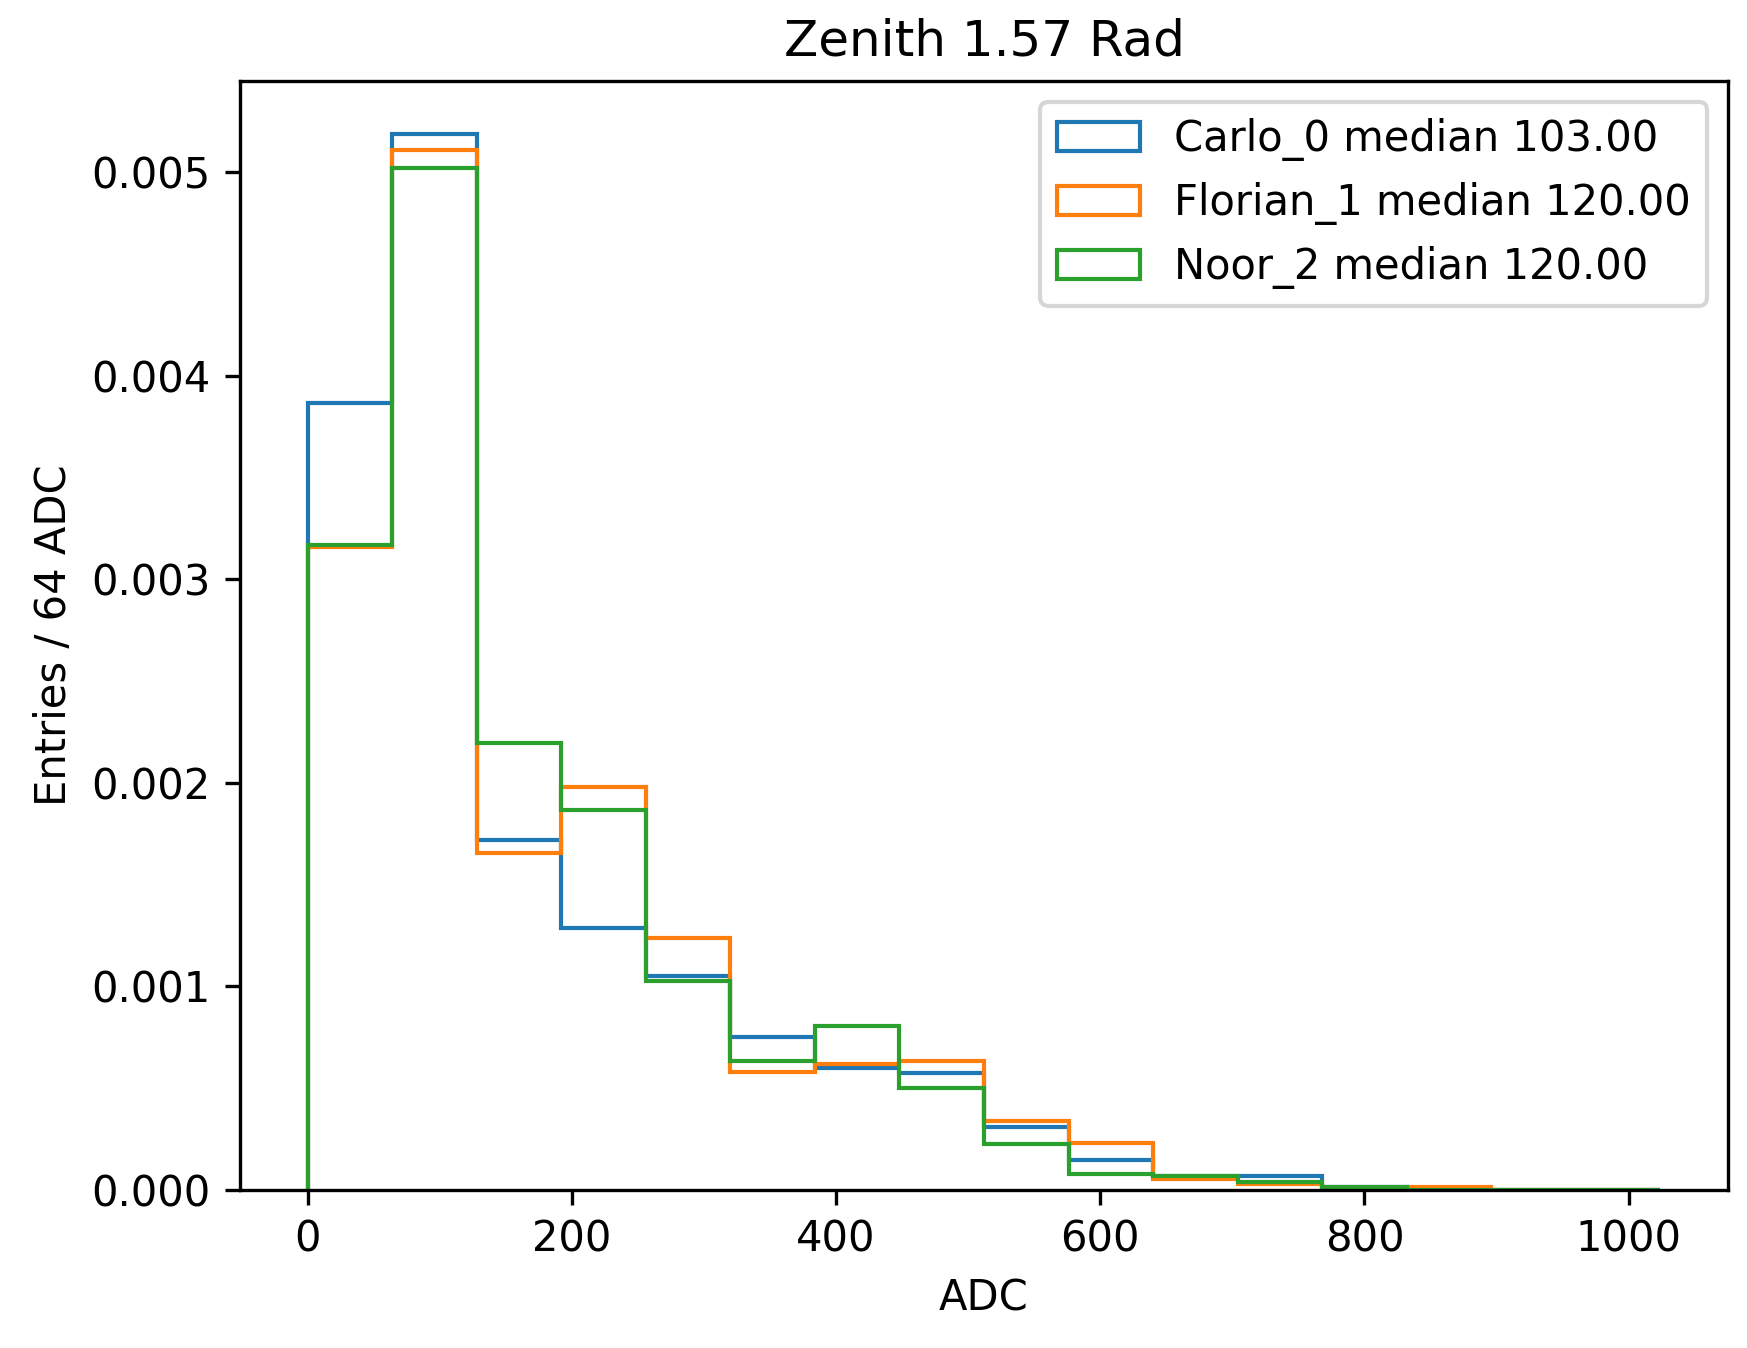 Zenith 1.57 Rad
Carlo_0 median 103.00
Florian_1 median 120.00
Noor_2 median 120.00
0.005
0.004
0.003
0.002
0.001
0.000
Entries / 64 ADC
0 200 400 600 800 1000
ADC